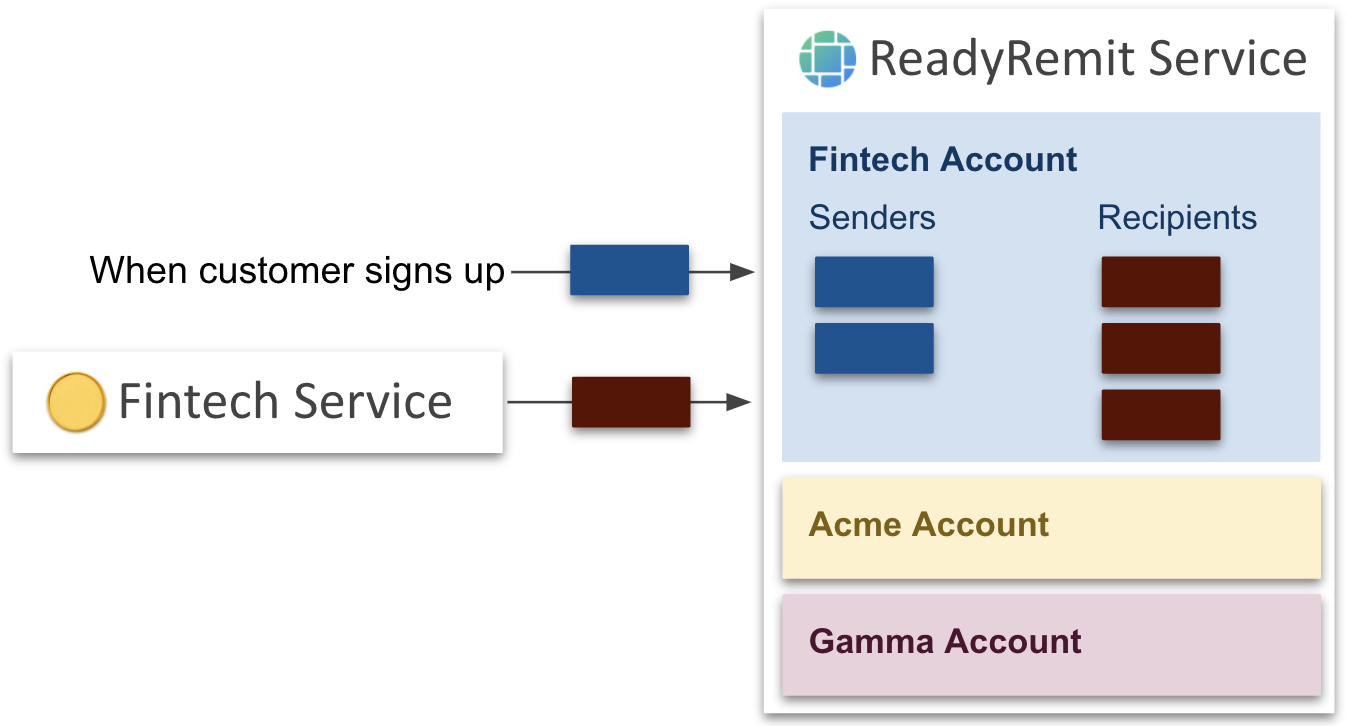 ReadyRemit Service
Fintech Account
Senders
Recipients
When customer signs up
Fintech Service
Acme Account
Gamma Account